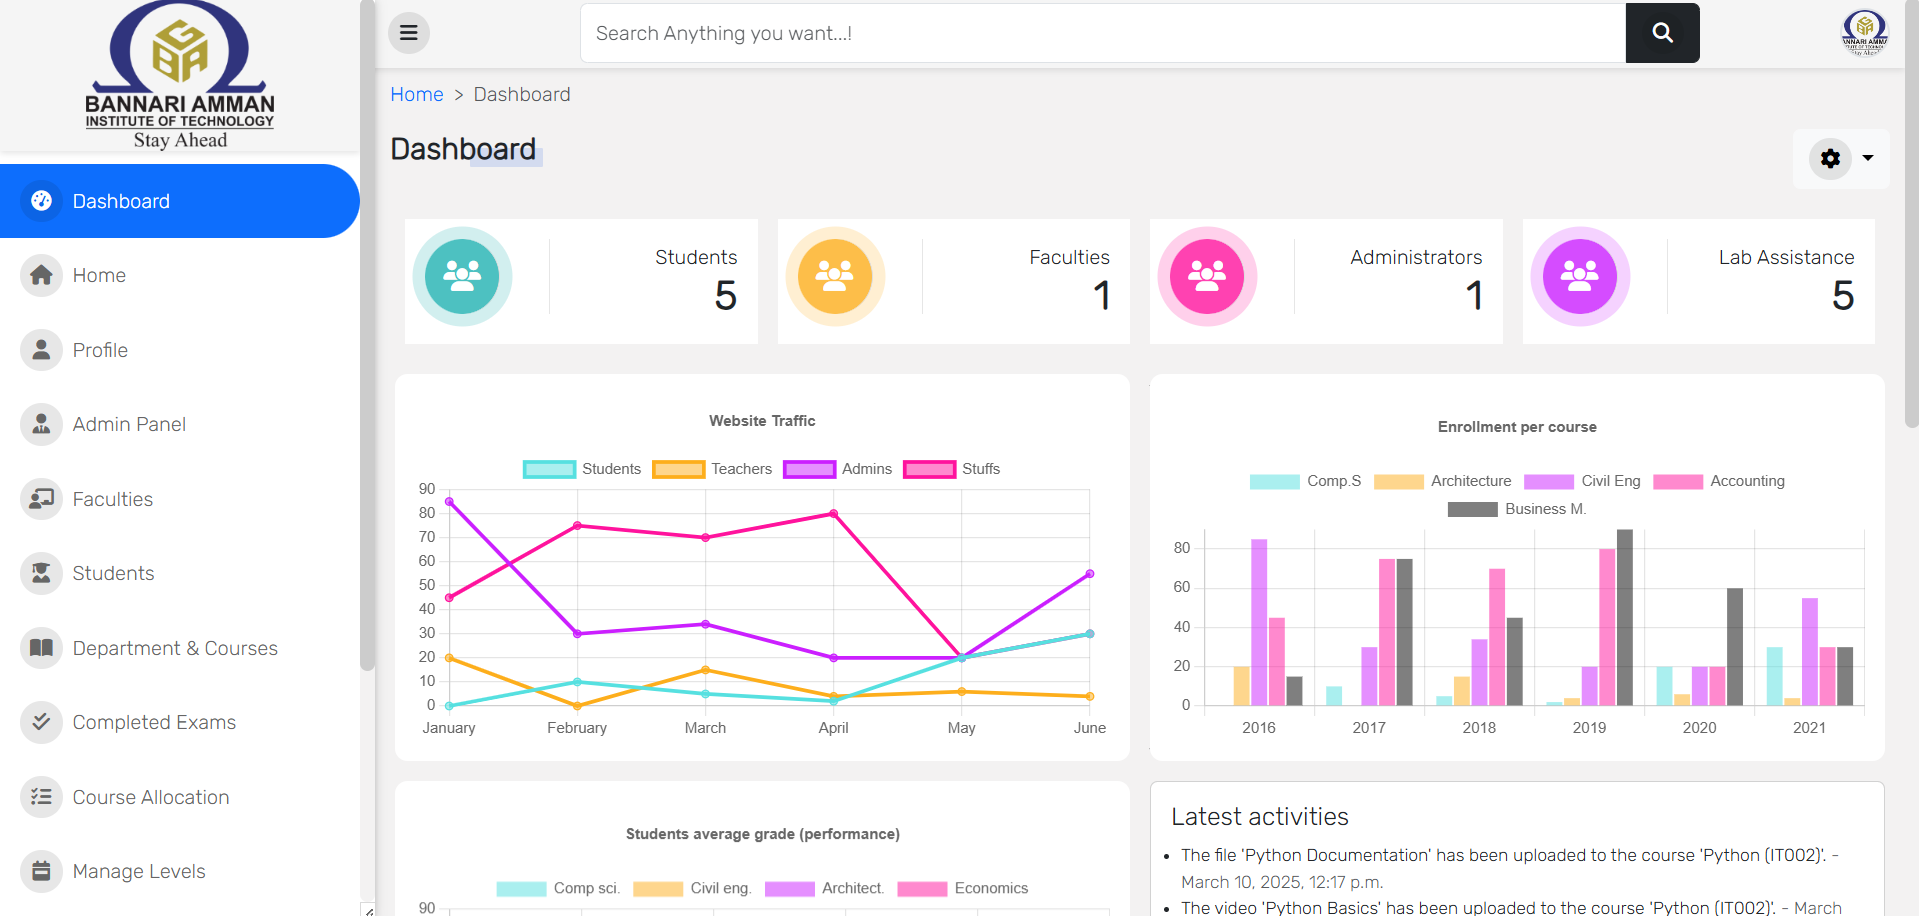 GBA
BANNARI AMMAN
INSTITUTE OF TECHNOLOGY
Stay Ahead
Dashboard
Home
Profile
Admin Panel
Faculties
Students
Department & Courses
Completed Exams
Course Allocation
Manage Levels
Search Anything you want...!
Home > Dashboard
Dashboard
Students
5
Faculties
1
Administrators
1
Lab Assistance
5
Website Traffic
Students Teachers Admins Stuffs
90
80
70
60
50
40
30
20
10
0
January February March April May June
Enrollment per course
Comp.S Architecture Civil Eng Accounting
Business M.
80
60
40
20
0
2016 2017 2018 2019 2020 2021
Students average grade (performance)
Comp sci. Civil eng. Architect. Economics
90
Latest activities
The file 'Python Documentation' has been uploaded to the course 'Python (IT002)'. -
March 10, 2025, 12:17 p.m.
The video 'Python Basics' has been uploaded to the course 'Python (IT002)'. - March